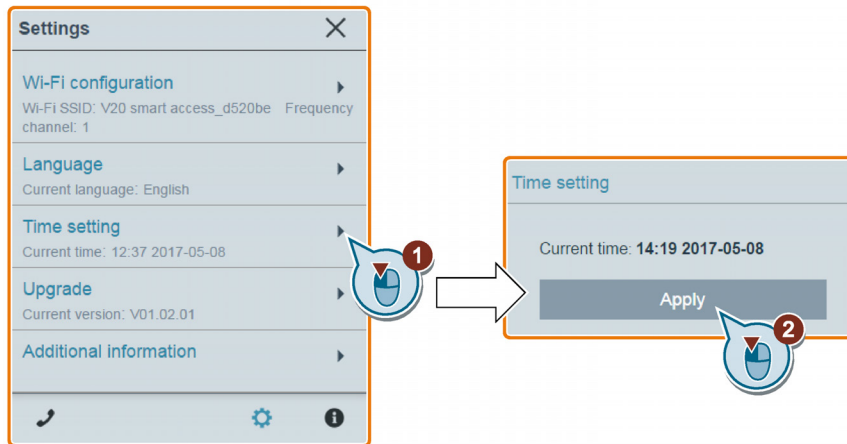 Settings
Wi-Fi configuration
Wi-Fi SSID: V20 smart access_d520be Frequency
channel: 1
Language
Current language: English
Time setting
Current time: 12:37 2017-05-08
1
Upgrade
Current version: V01.02.01
Additional information
Time setting
Current time: 14:19 2017-05-08
Apply
2